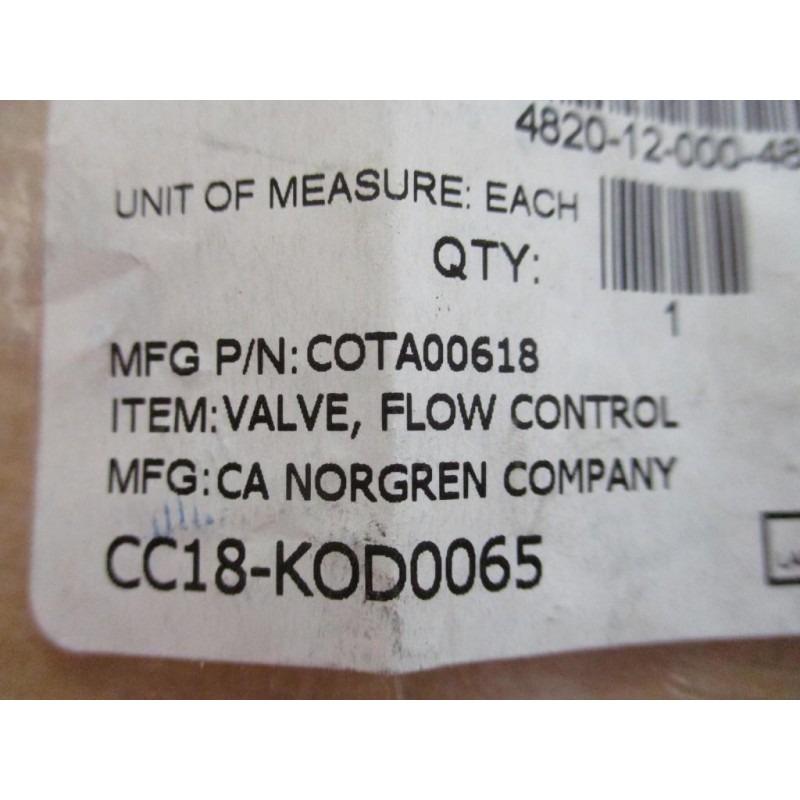 4820-12-000-48
UNIT OF MEASURE: EACH
QTY:
1
MFG P/N: COTA00618
ITEM: VALVE, FLOW CONTROL
MFG: CA NORGREN COMPANY
CC18-KOD0065